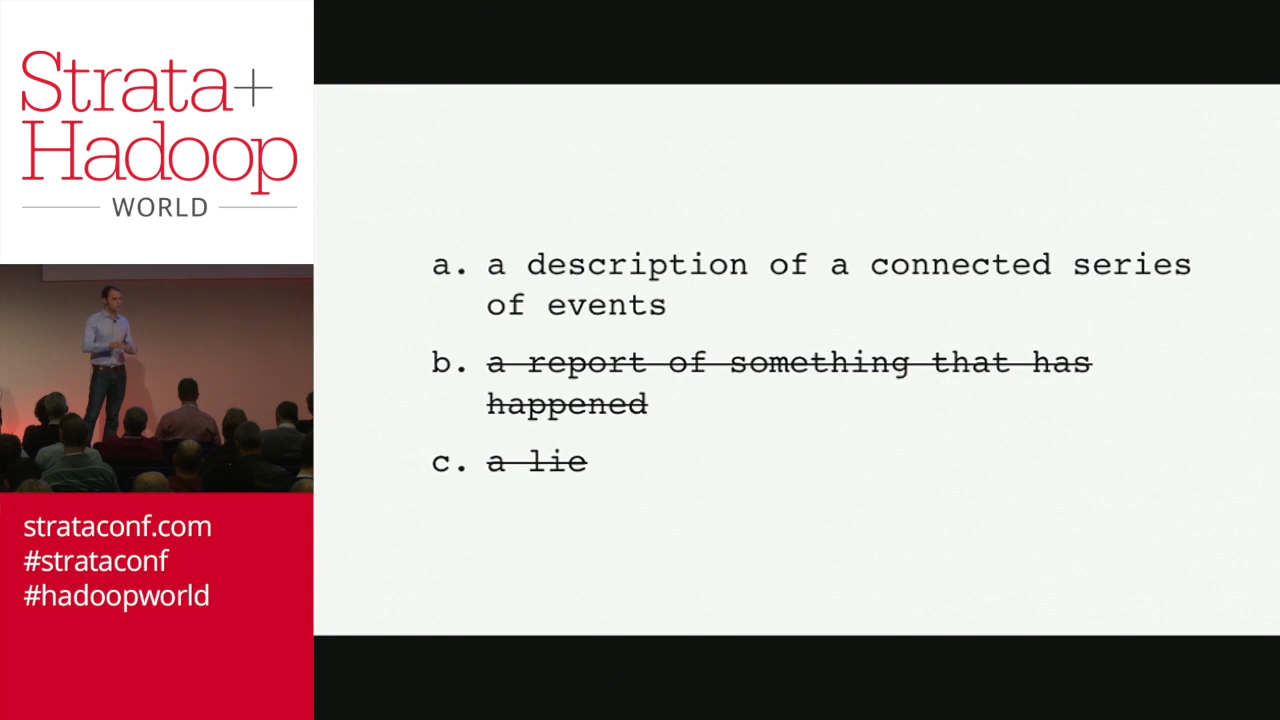 Strata+
Hadoop
WORLD
strataconf.com
#strataconf
#hadoopworld
a. a description of a connected series
of events
b. a report of something that has
happened
c. a lie